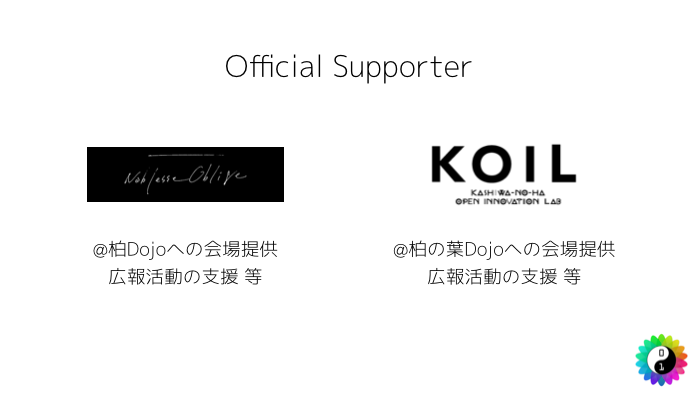 Official Supporter
Noblesse Oblige
KOIL
KASHIWA-NO-HA
OPEN INNOVATION LAB
@柏Dojoへの会場提供
広報活動の支援 等
@柏の葉Dojoへの会場提供
広報活動の支援 等
0
1